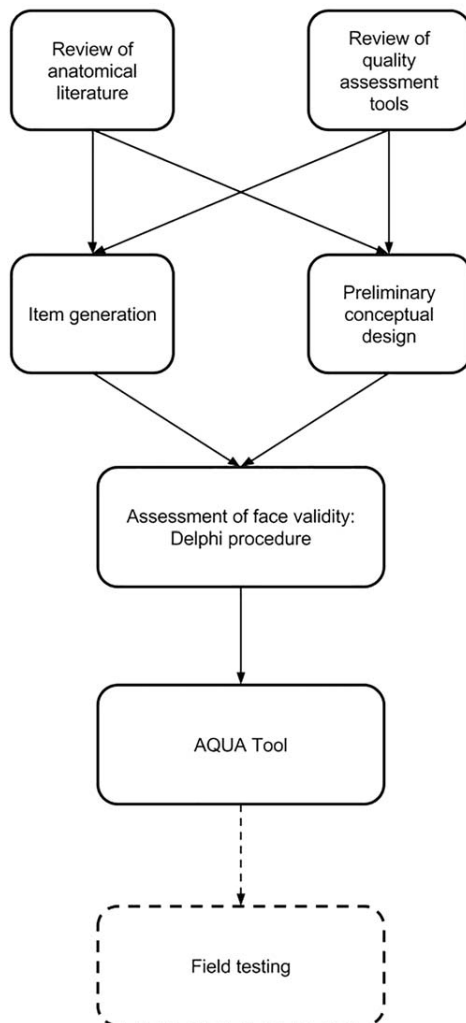 Review of
anatomical
literature
Review of
quality
assessment
tools
Item generation
Preliminary
conceptual
design
Assessment of face validity:
Delphi procedure
AQUA Tool
Field testing